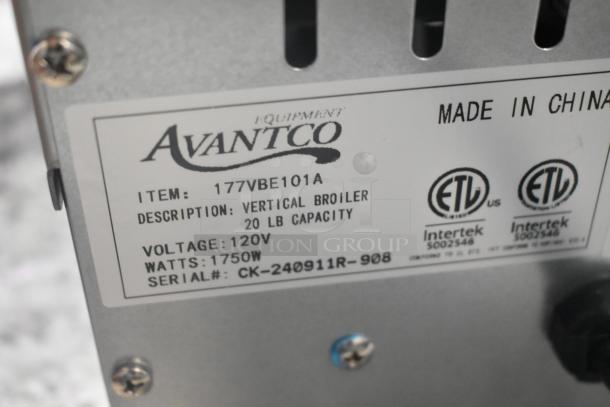 EQUIPMENT
AVANTCO
MADE IN CHINA
ITEM: 177VBE101A
DESCRIPTION: VERTICAL BROILER
20 LB CAPACITY
VOLTAGE: 120V
WATTS: 1750W
SERIAL#: CK-240911R-908
ETL US
Intertek
5002546
ETL
Intertek
5002546
GROUP